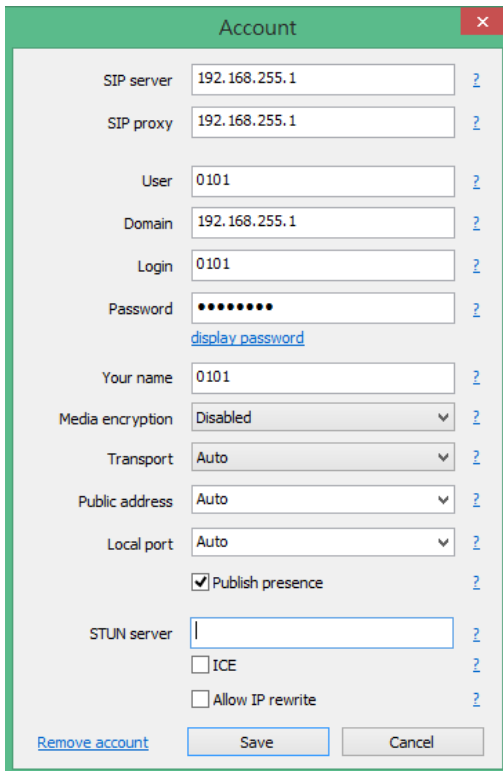 Account
SIP server 192.168.255.1 ?
SIP proxy 192.168.255.1 ?
User 0101 ?
Domain 192.168.255.1 ?
Login 0101 ?
Password ●●●●●●●● ?
display password
Your name 0101 ?
Media encryption Disabled ?
Transport Auto ?
Public address Auto ?
Local port Auto ?
Publish presence ?
STUN server ?
ICE ?
Allow IP rewrite ?
Remove account Save Cancel